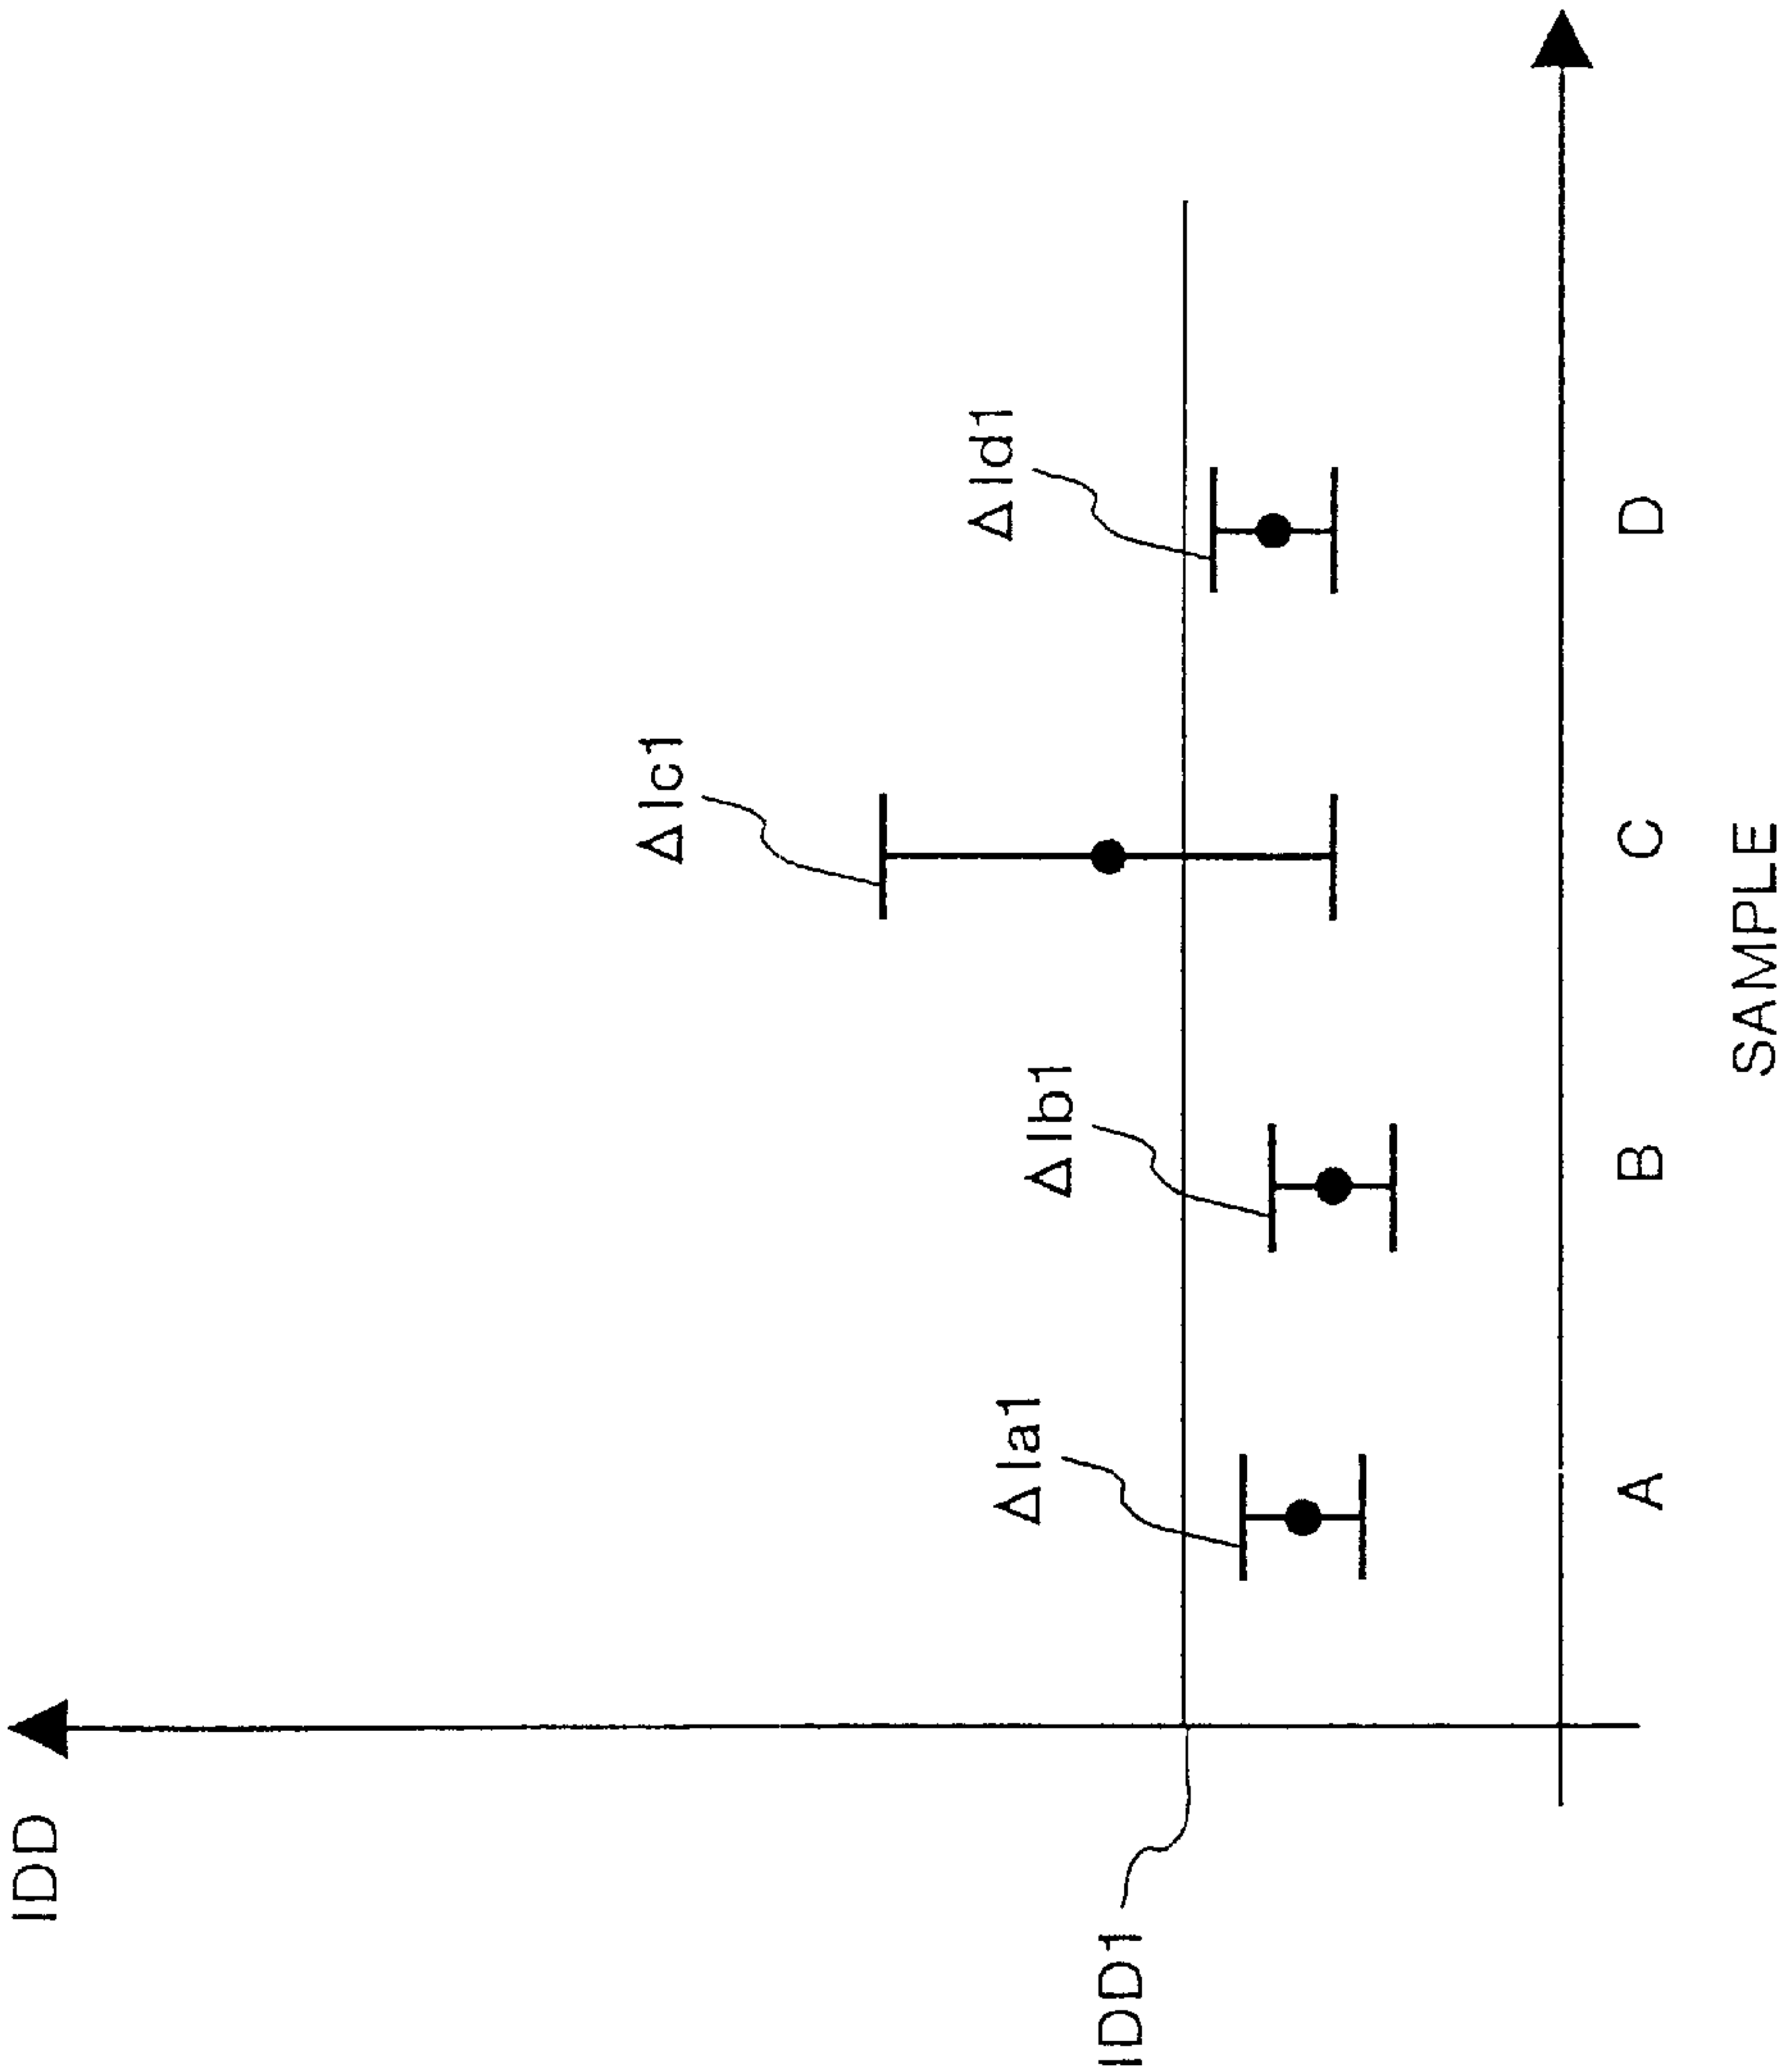 IDD
IDD1
ΔIa1
ΔIb1
ΔIc1
ΔId1
A
B
C
D
SAMPLE